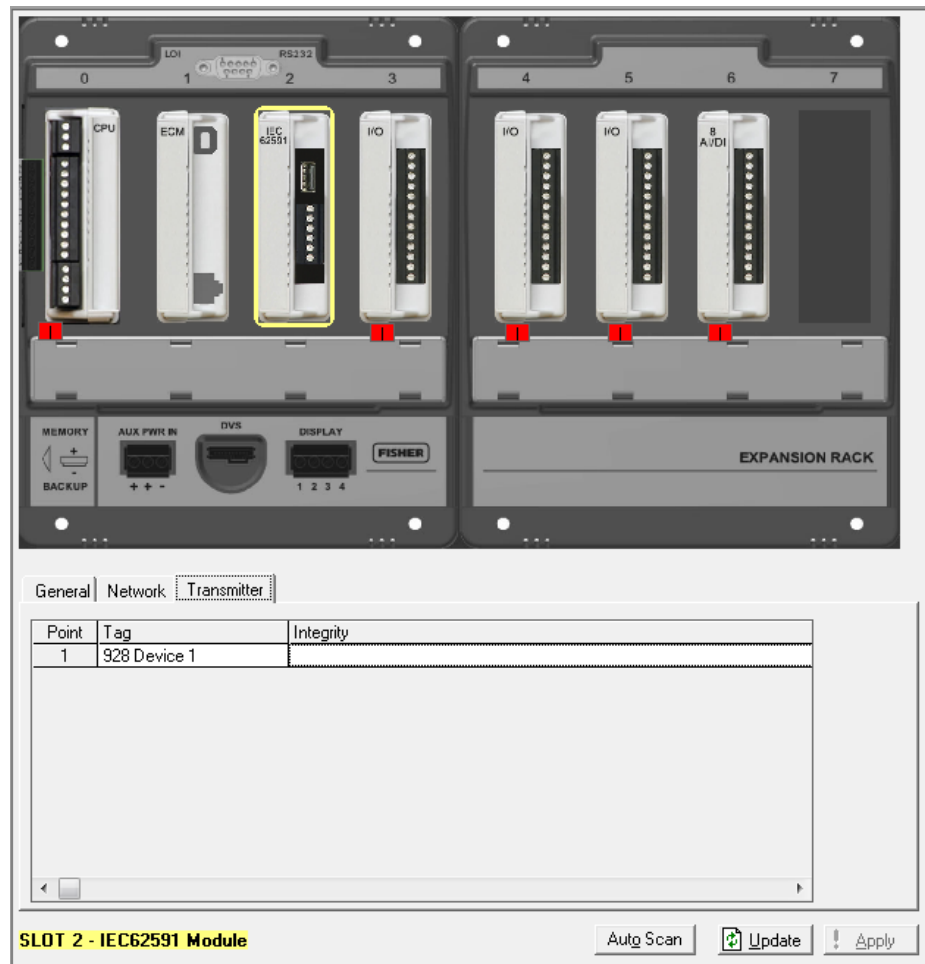 LOI RS232
0 1 2 3 4 5 6 7
CPU ECM IEC I/O I/O I/O 8
62591 AI/DI
D
I I I I I
MEMORY AUX PWR IN DVS DISPLAY FISHER
+
-
EXPANSION RACK
BACKUP + + - 1 2 3 4
General Network Transmitter
Point Tag Integrity
1 928 Device 1
SLOT 2 - IEC62591 Module Auto Scan Update ! Apply